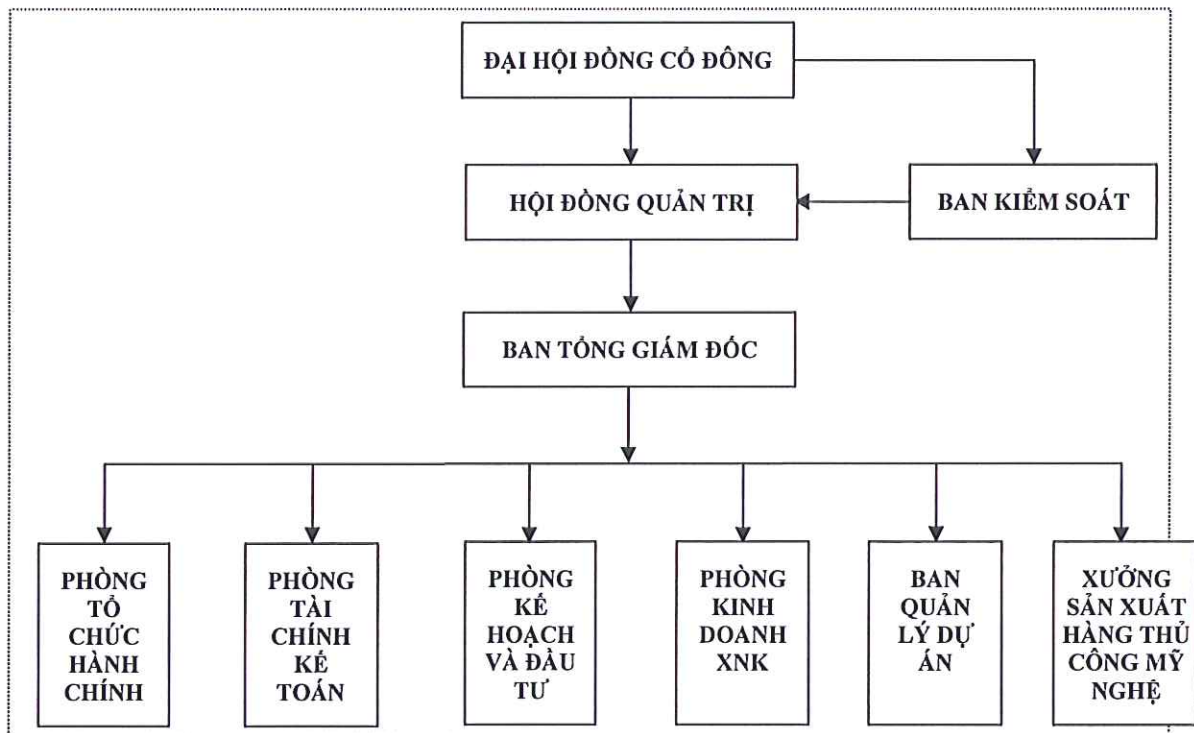 ĐẠI HỘI ĐỒNG CỔ ĐÔNG
HỘI ĐỒNG QUẢN TRỊ
BAN KIỂM SOÁT
BAN TỔNG GIÁM ĐỐC
PHÒNG
TỔ
CHỨC
HÀNH
CHÍNH
PHÒNG
TÀI
CHÍNH
KẾ
TOÁN
PHÒNG
KẾ
HOẠCH
VÀ ĐẦU
TƯ
PHÒNG
KINH
DOANH
XNK
BAN
QUẢN
LÝ DỰ
ÁN
XƯỞNG
SẢN XUẤT
HÀNG THỦ
CÔNG MỸ
NGHỆ